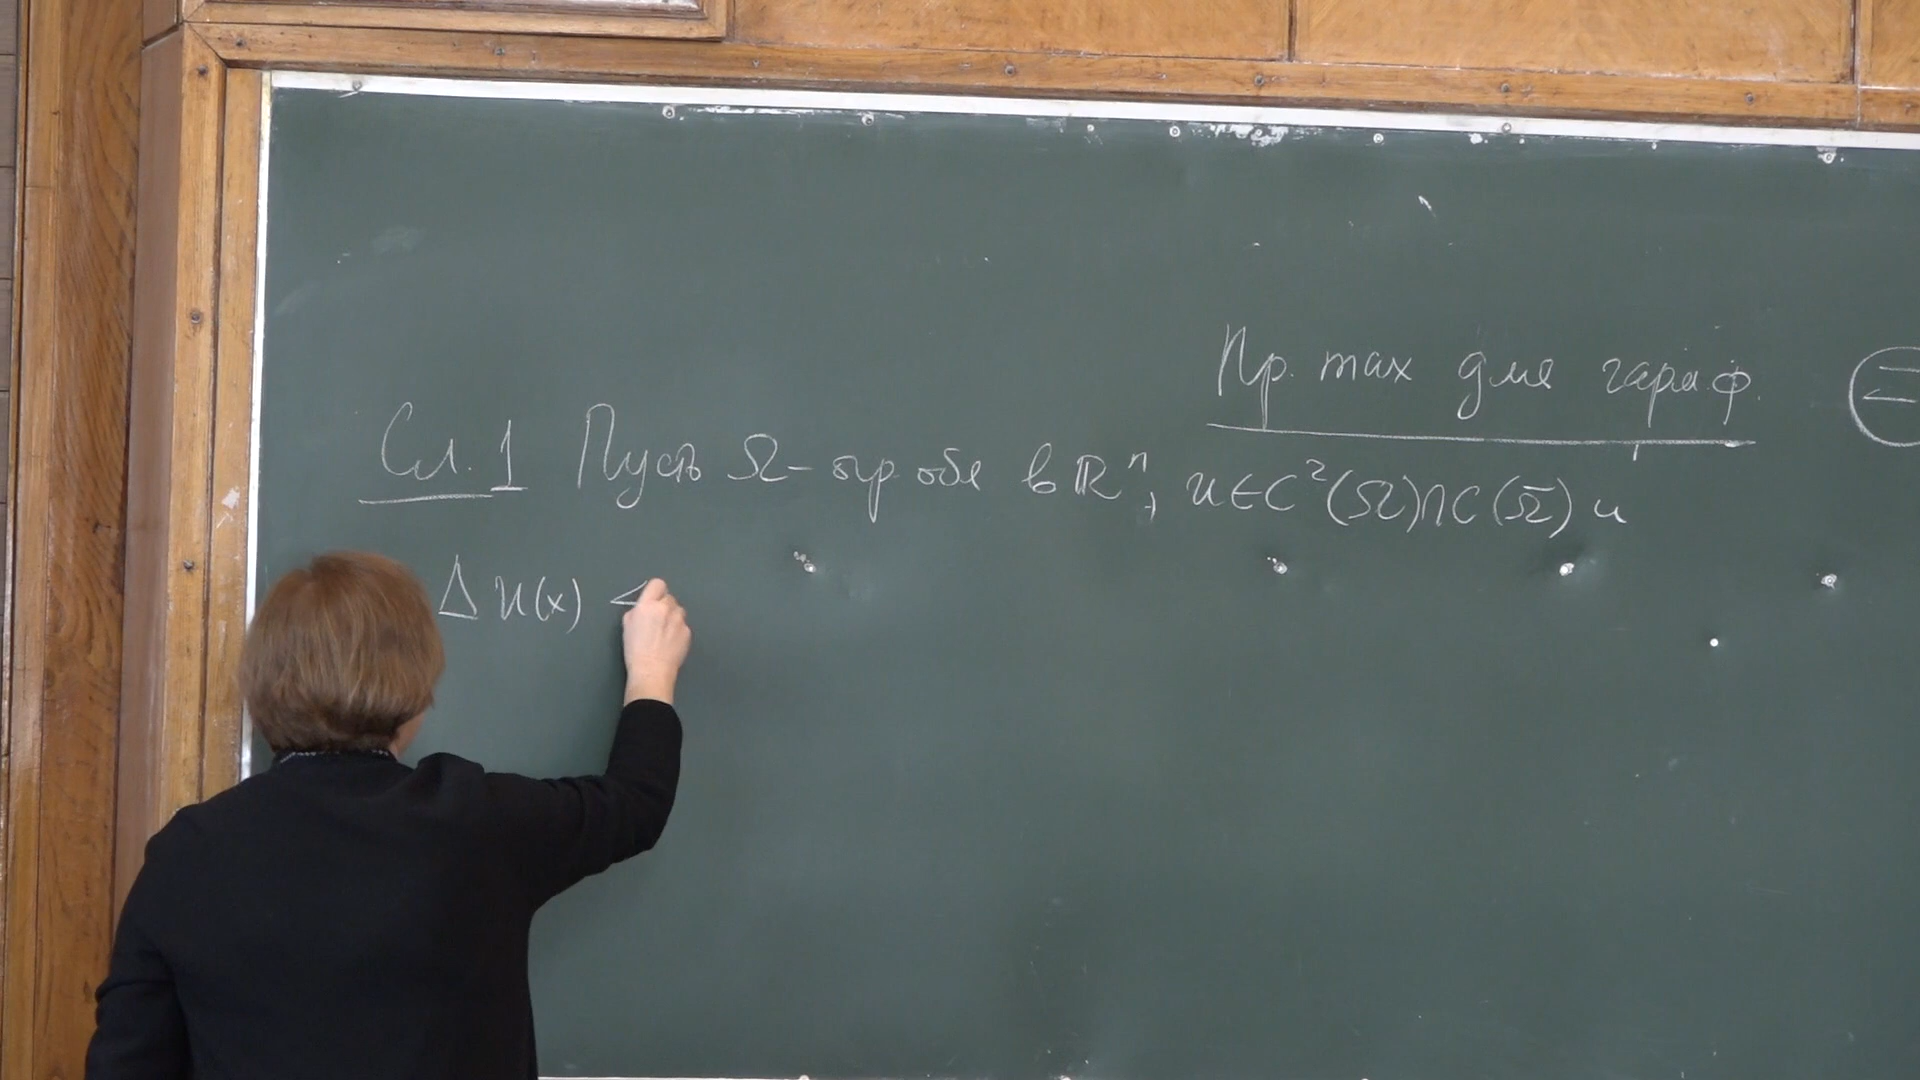 Пр. max для гарм. ф.
Сл. 1 Пусть Ω - огр обл в ℝⁿ, u∈C²(Ω)∩C(Ω̅) и
Δu(x) <